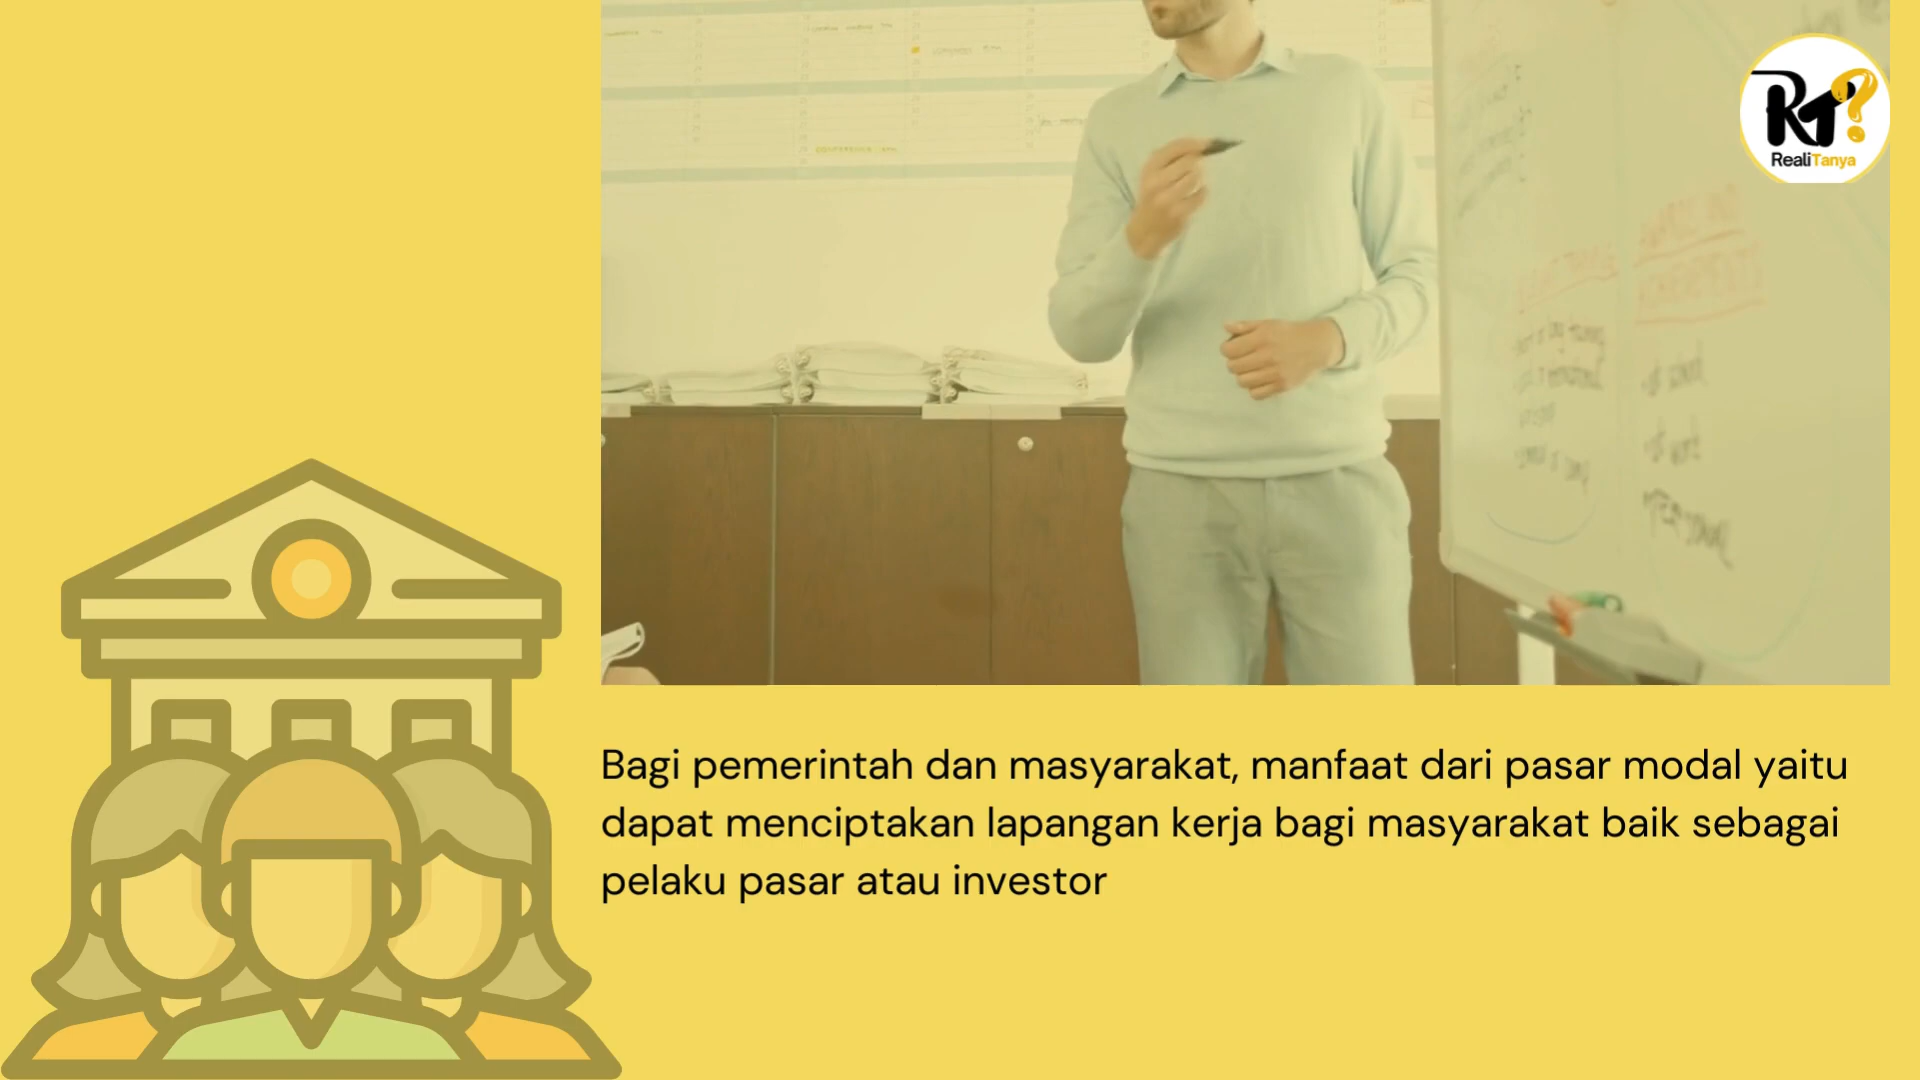 RT?
RealiTanya
Bagi pemerintah dan masyarakat, manfaat dari pasar modal yaitu
dapat menciptakan lapangan kerja bagi masyarakat baik sebagai
pelaku pasar atau investor